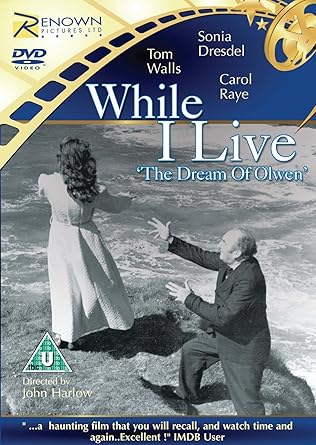 RENOWN
PICTURES LTD
DVD
VIDEO
Tom
Walls
Sonia
Dresdel
Carol
Raye
While
I Live
'The Dream Of Olwen'
U
Directed by
John Harlow
"...a haunting film that you will recall, and watch time and
again..Excellent !" IMDB User